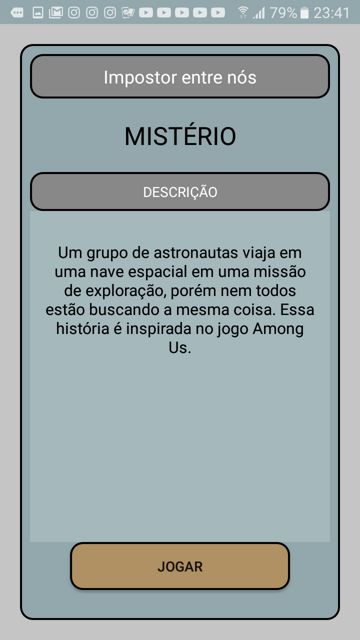 79% 23:41
Impostor entre nós
MISTÉRIO
DESCRIÇÃO
Um grupo de astronautas viaja em
uma nave espacial em uma missão
de exploração, porém nem todos
estão buscando a mesma coisa. Essa
história é inspirada no jogo Among
Us.
JOGAR